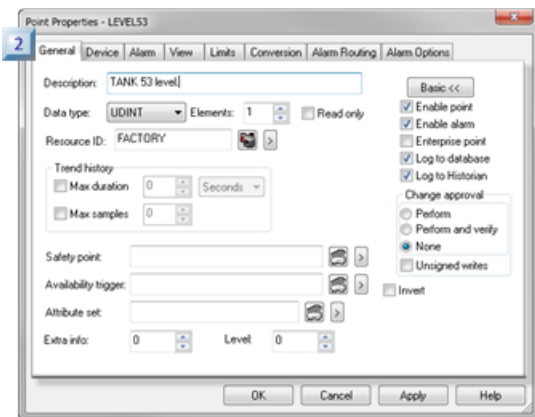 Point Properties - LEVEL53
2
General Device Alarm View Limits Conversion Alarm Routing Alarm Options
Description: TANK 53 level
Basic <<
Data type: UDINT Elements: 1 Read only
Enable point
Enable alarm
Resource ID: FACTORY >
Enterprise point
Log to database
Log to Historian
Trend history
Max duration 0 Seconds
Max samples 0
Change approval
Perform
Perform and verify
None
Unsigned writes
Safety point: >
Availability trigger: >
Invert
Attribute set: >
Extra info: 0 Level: 0
OK Cancel Apply Help